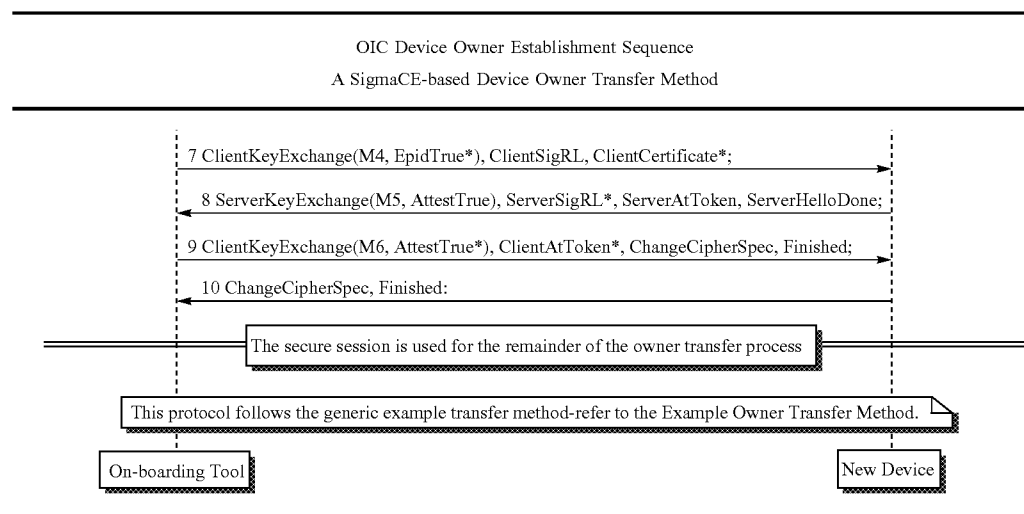 OIC Device Owner Establishment Sequence
A SigmaCE-based Device Owner Transfer Method
7 ClientKeyExchange(M4, EpidTrue*), ClientSigRL, ClientCertificate*;
8 ServerKeyExchange(M5, AttestTrue), ServerSigRL*, ServerAtToken, ServerHelloDone;
9 ClientKeyExchange(M6, AttestTrue*), ClientAtToken*, ChangeCipherSpec, Finished;
10 ChangeCipherSpec, Finished:
The secure session is used for the remainder of the owner transfer process
This protocol follows the generic example transfer method-refer to the Example Owner Transfer Method.
On-boarding Tool
New Device